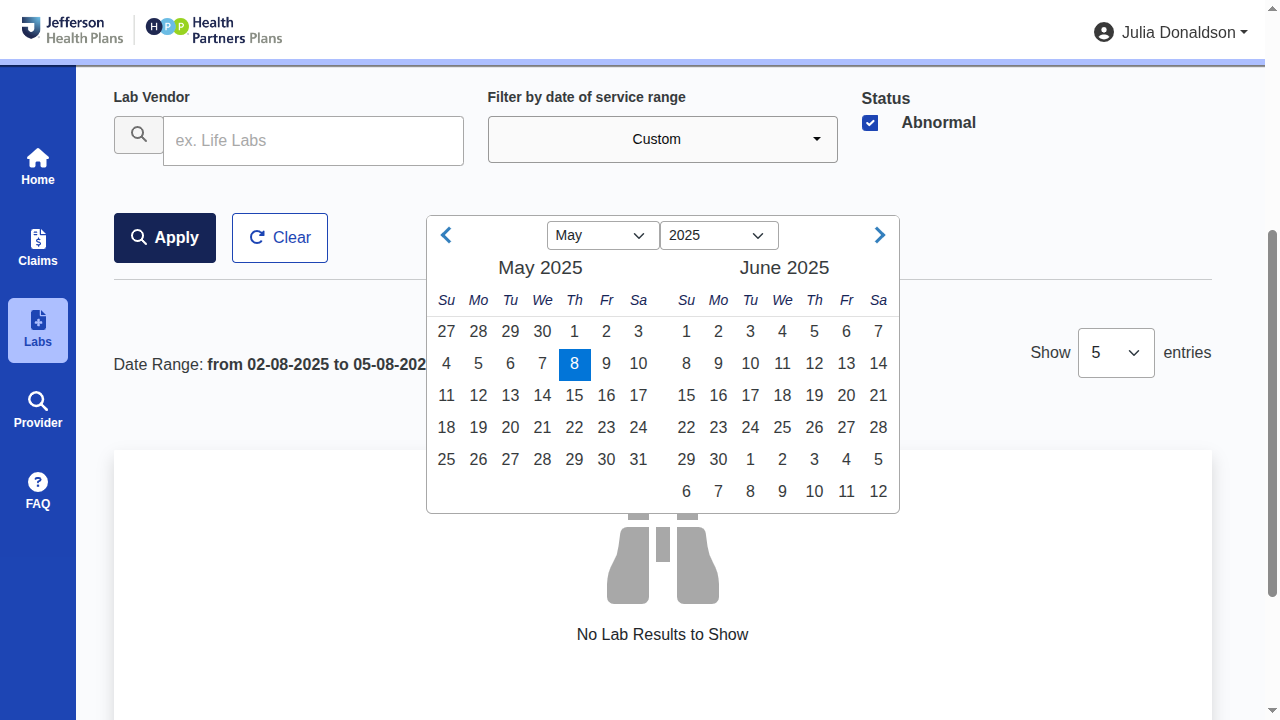 Jefferson
Health Plans
HPP
Health
Partners Plans
Julia Donaldson
Home
Claims
Labs
Provider
FAQ
Lab Vendor
ex. Life Labs
Filter by date of service range
Custom
Status
Abnormal
Apply
Clear
May
2025
May 2025
June 2025
Su Mo Tu We Th Fr Sa
27 28 29 30 1 2 3
4 5 6 7 8 9 10
11 12 13 14 15 16 17
18 19 20 21 22 23 24
25 26 27 28 29 30 31
Su Mo Tu We Th Fr Sa
1 2 3 4 5 6 7
8 9 10 11 12 13 14
15 16 17 18 19 20 21
22 23 24 25 26 27 28
29 30 1 2 3 4 5
6 7 8 9 10 11 12
Date Range: from 02-08-2025 to 05-08-202
Show 5 entries
No Lab Results to Show